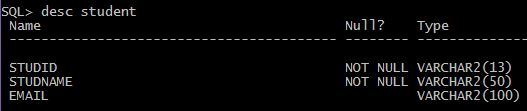 SQL> desc student
Name Null? Type
----------------------------------------- -------- --------------
STUDID NOT NULL VARCHAR2(13)
STUDNAME NOT NULL VARCHAR2(50)
EMAIL VARCHAR2(100)